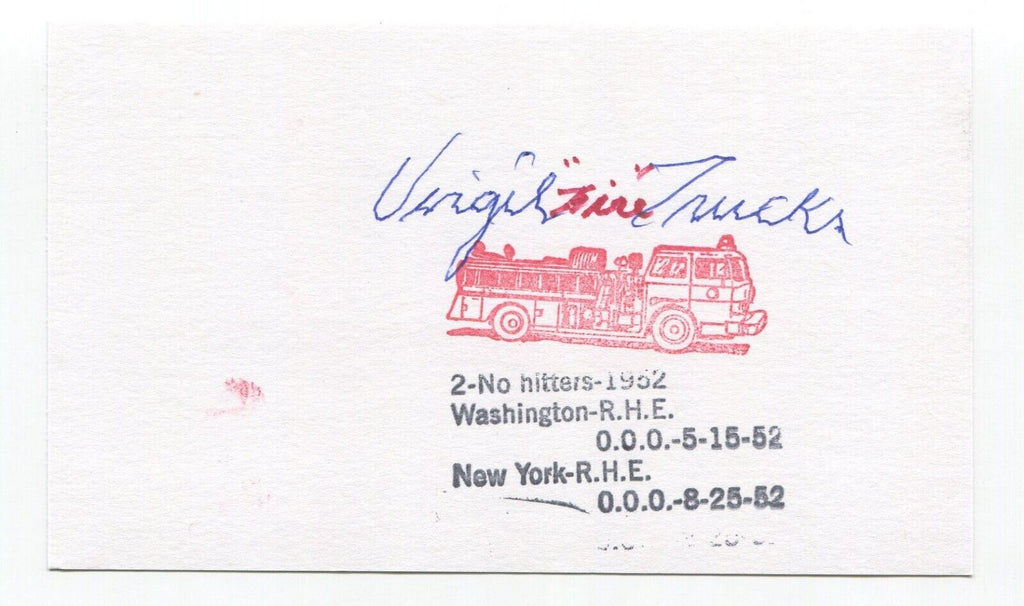 Virgil "Fire" Trucks
2-No hitters-1952
Washington-R.H.E.
0.0.0.-5-15-52
New York-R.H.E.
0.0.0.-8-25-52